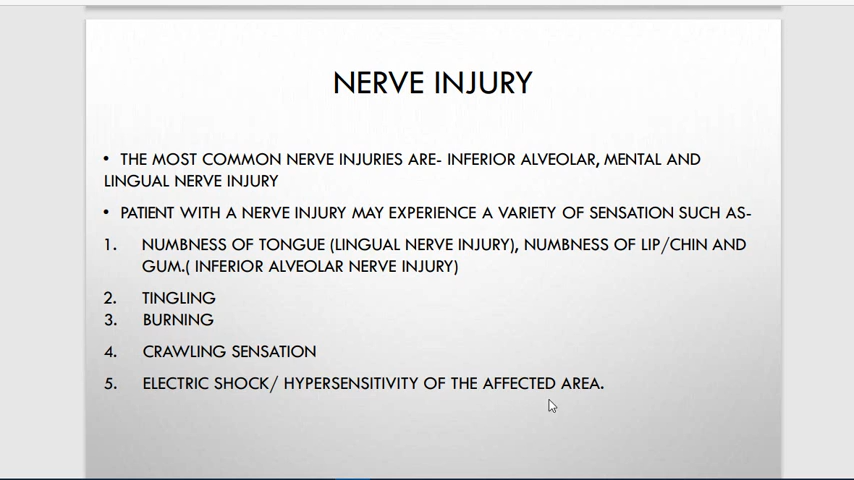 NERVE INJURY
• THE MOST COMMON NERVE INJURIES ARE- INFERIOR ALVEOLAR, MENTAL AND
LINGUAL NERVE INJURY
• PATIENT WITH A NERVE INJURY MAY EXPERIENCE A VARIETY OF SENSATION SUCH AS-
1. NUMBNESS OF TONGUE (LINGUAL NERVE INJURY), NUMBNESS OF LIP/CHIN AND
GUM.( INFERIOR ALVEOLAR NERVE INJURY)
2. TINGLING
3. BURNING
4. CRAWLING SENSATION
5. ELECTRIC SHOCK/ HYPERSENSITIVITY OF THE AFFECTED AREA.